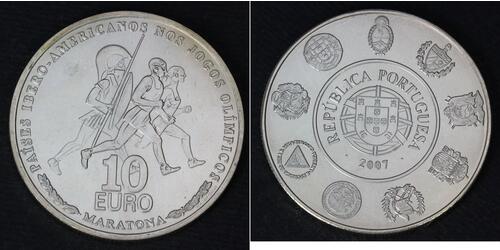 PAÍSES IBERO-AMERICANOS NOS JOGOS OLÍMPICOS
10
EURO
MARATONA
REPÚBLICA PORTUGUESA
2007